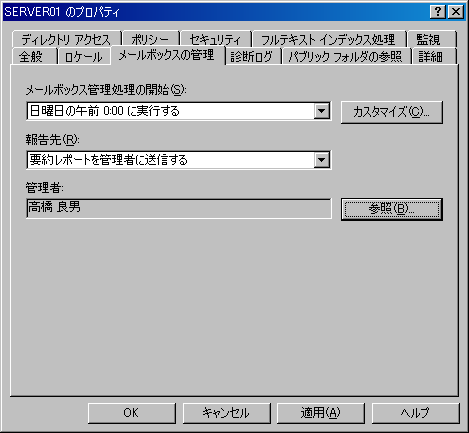 SERVER01 のプロパティ
ディレクトリ アクセス ポリシー セキュリティ フルテキスト インデックス処理 監視
全般 ロケール メールボックスの管理 診断ログ パブリック フォルダの参照 詳細
メールボックス管理処理の開始(S):
日曜日の午前 0:00 に実行する カスタマイズ(C)...
報告先(R):
要約レポートを管理者に送信する
管理者:
高橋 良男 参照(B)...
OK キャンセル 適用(A) ヘルプ